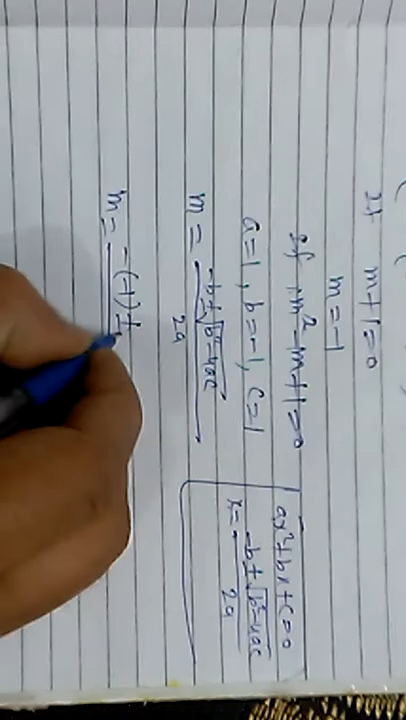 If m+1=0
m=-1
If m²-m+1=0
a=1, b=-1, c=1
m = -b±√b²-4ac / 2a
m = -(-1)±
ax²+bx+c=0
x = -b±√b²-4ac / 2a